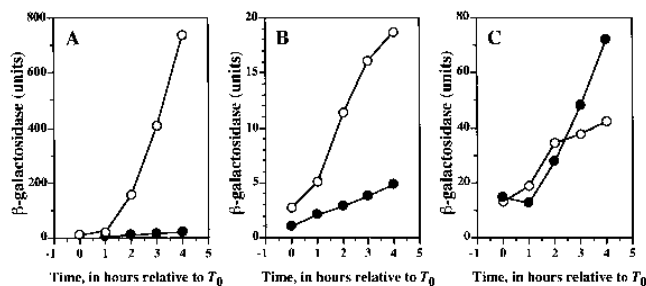 A
B
C
β-galactosidase (units)
800
600
400
200
0
-1 0 1 2 3 4 5
Time, in hours relative to T0
β-galactosidase (units)
20
15
10
5
0
-1 0 1 2 3 4 5
Time, in hours relative to T0
β-galactosidase (units)
80
60
40
20
0
-1 0 1 2 3 4 5
Time, in hours relative to T0